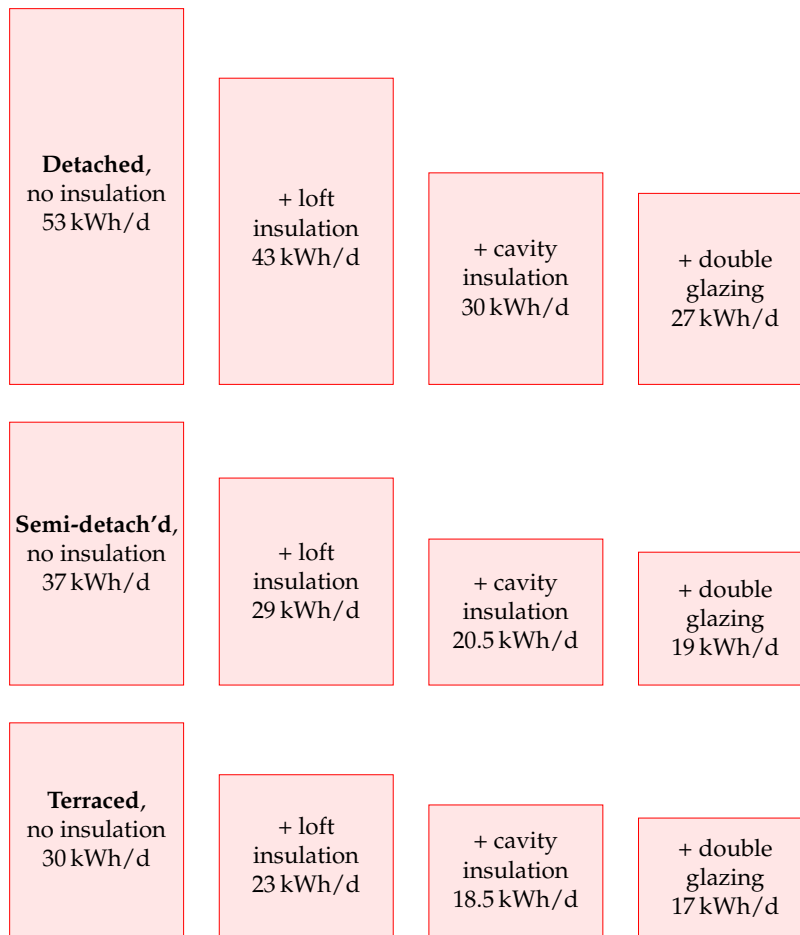 Detached,
no insulation
53 kWh/d
+ loft
insulation
43 kWh/d
+ cavity
insulation
30 kWh/d
+ double
glazing
27 kWh/d
Semi-detach’d,
no insulation
37 kWh/d
+ loft
insulation
29 kWh/d
+ cavity
insulation
20.5 kWh/d
+ double
glazing
19 kWh/d
Terraced,
no insulation
30 kWh/d
+ loft
insulation
23 kWh/d
+ cavity
insulation
18.5 kWh/d
+ double
glazing
17 kWh/d